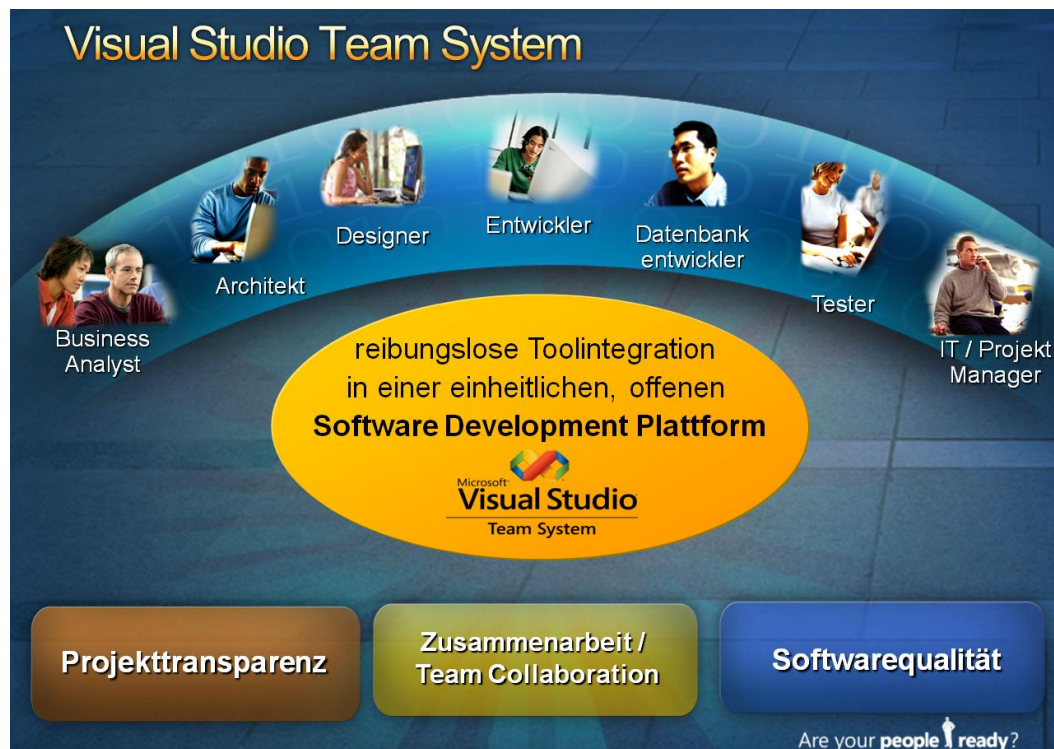 Visual Studio Team System
Business
Analyst
Architekt
Designer
Entwickler
Datenbank
entwickler
Tester
IT / Projekt
Manager
reibungslose Toolintegration
in einer einheitlichen, offenen
Software Development Plattform
Microsoft
Visual Studio
Team System
Projekttransparenz
Zusammenarbeit /
Team Collaboration
Softwarequalität
Are your people ready?